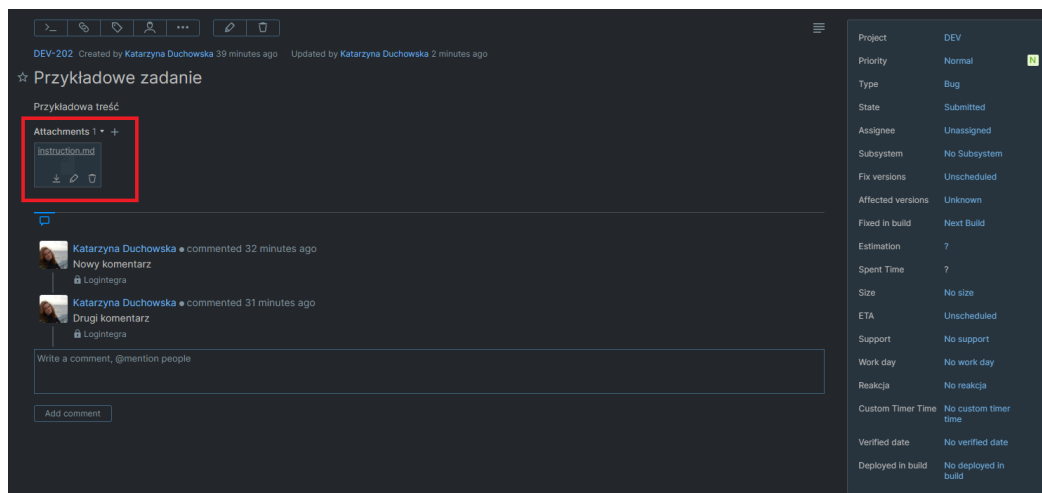 DEV-202 Created by Katarzyna Duchowska 39 minutes ago Updated by Katarzyna Duchowska 2 minutes ago
Przykładowe zadanie
Przykładowa treść
Attachments 1
instruction.md
Katarzyna Duchowska commented 32 minutes ago
Nowy komentarz
Logintegra
Katarzyna Duchowska commented 31 minutes ago
Drugi komentarz
Logintegra
Write a comment, @mention people
Add comment
Project DEV
Priority Normal N
Type Bug
State Submitted
Assignee Unassigned
Subsystem No Subsystem
Fix versions Unscheduled
Affected versions Unknown
Fixed in build Next Build
Estimation ?
Spent Time ?
Size No size
ETA Unscheduled
Support No support
Work day No work day
Reakcja No reakcja
Custom Timer Time No custom timer
time
Verified date No verified date
Deployed in build No deployed in
build